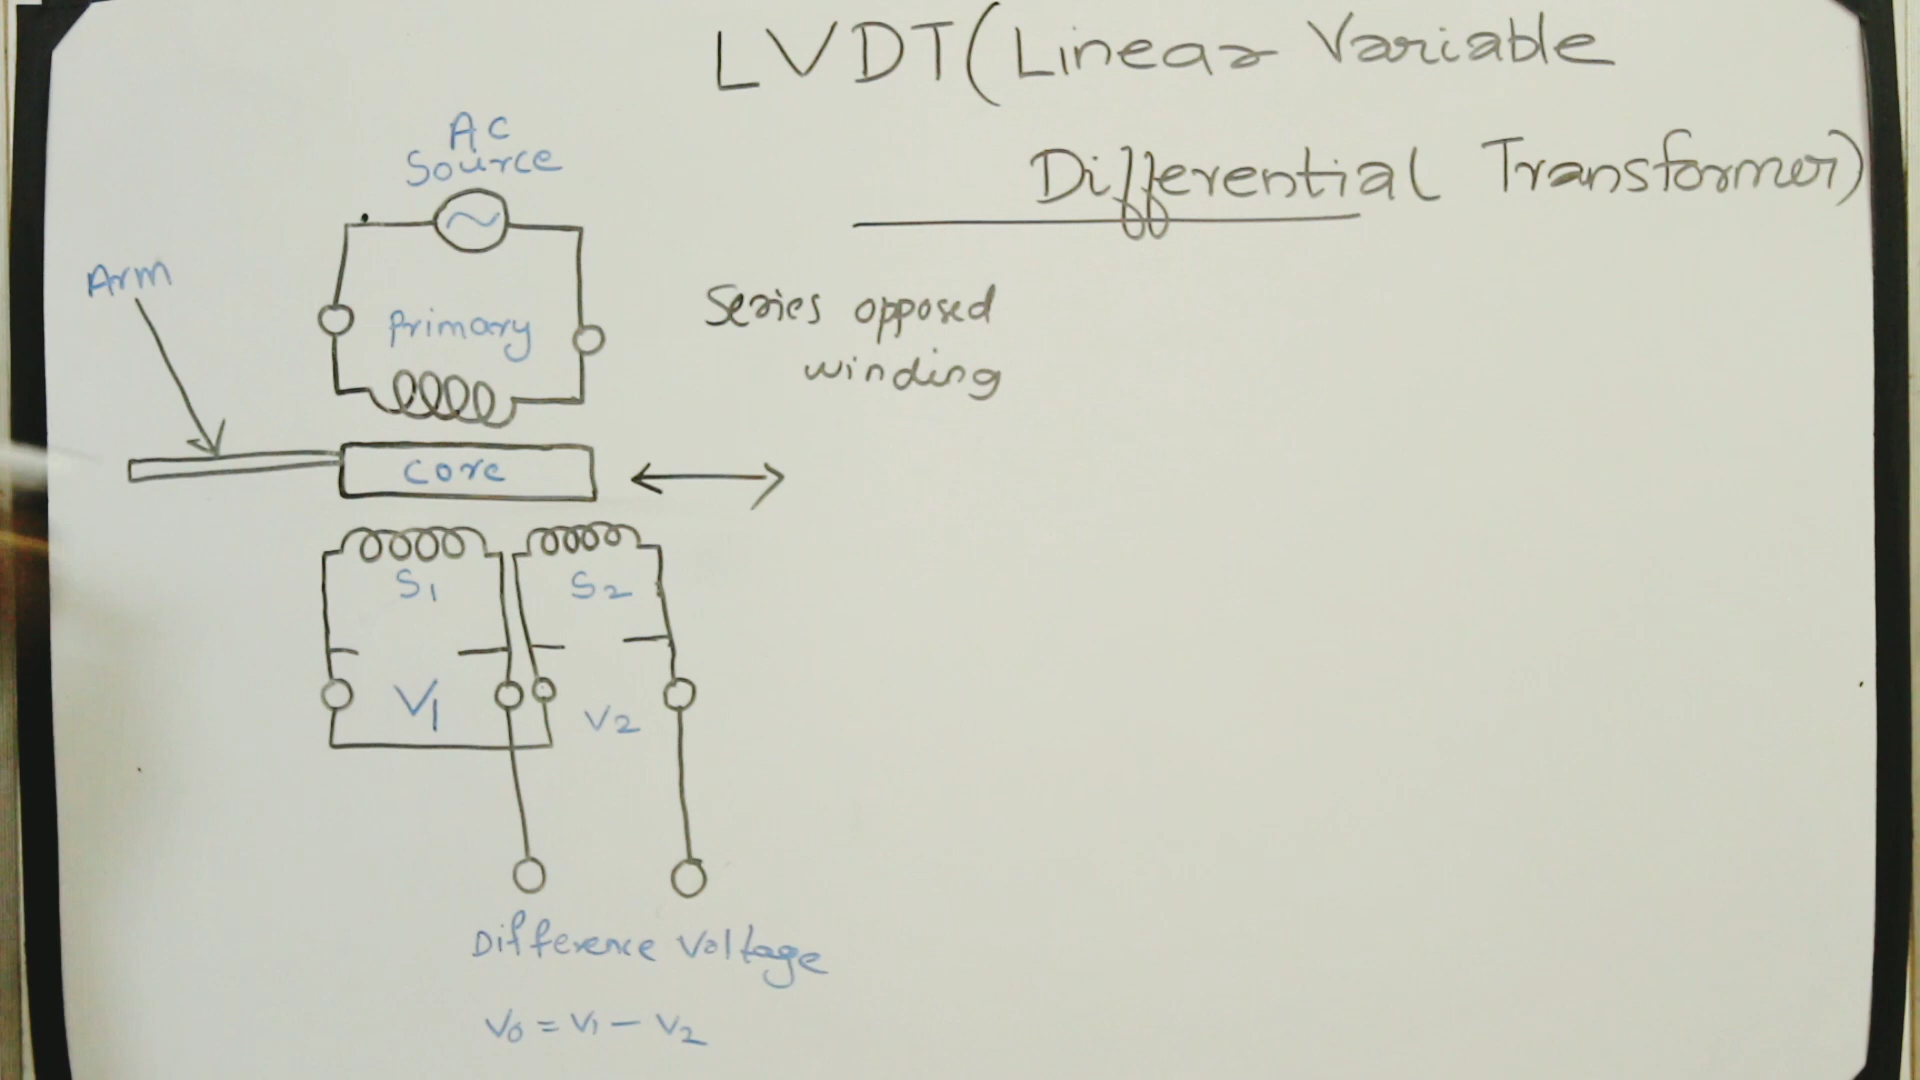 LVDT (Linear Variable
Differential Transformer)
AC
Source
Arm
Primary
Series opposed
winding
Core
S1
S2
V1
V2
Difference Voltage
V0 = V1 - V2